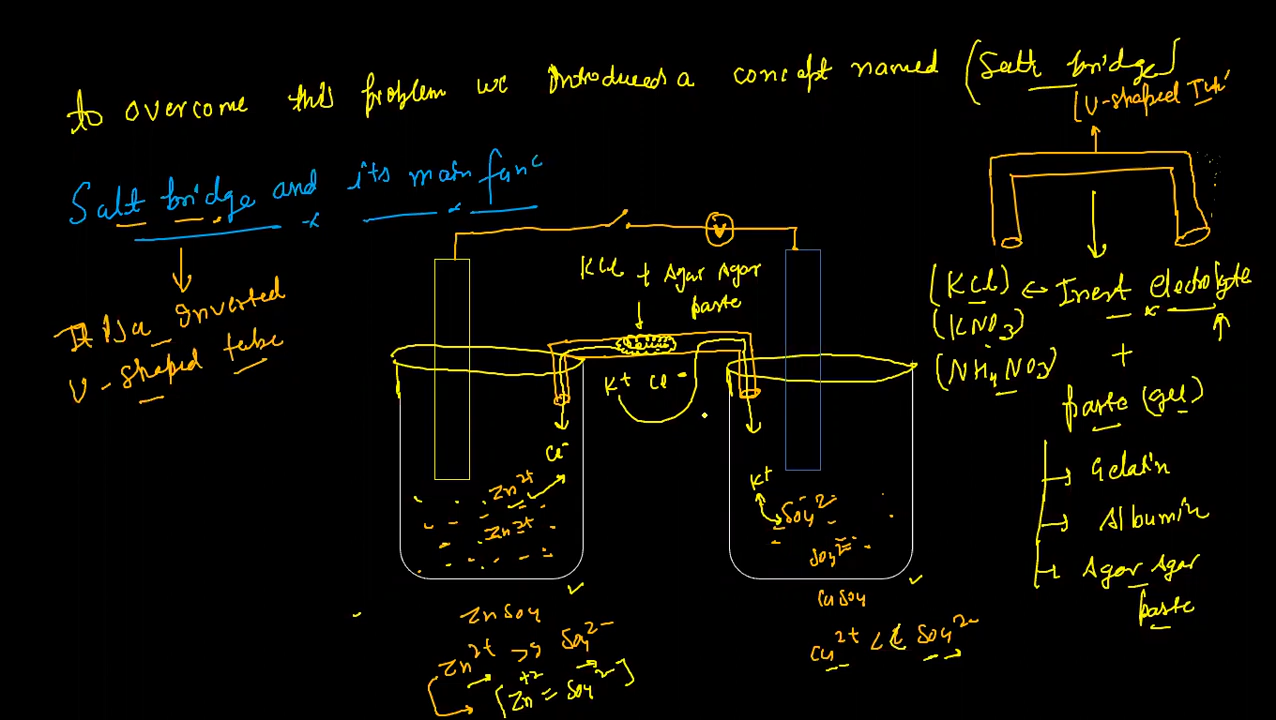 to overcome this problem we introduced a concept named (Salt bridge)
[U-shaped Tub
Salt bridge and its main func
It is a inverted
U-shaped tube
V
KCl + Agar Agar
paste
K+ Cl-
Cl-
K+
Zn2+
Zn2+
SO4 2-
SO4 2-
ZnSO4
Zn2+ >> SO4 2-
[Zn+2 = SO4 2-]
CuSO4
Cu2+ << SO4 2-
(KCl) ← Inert electrolyte
(KNO3)
(NH4NO3)
+
paste (gel)
→ Gelatin
→ Albumin
→ Agar Agar
paste